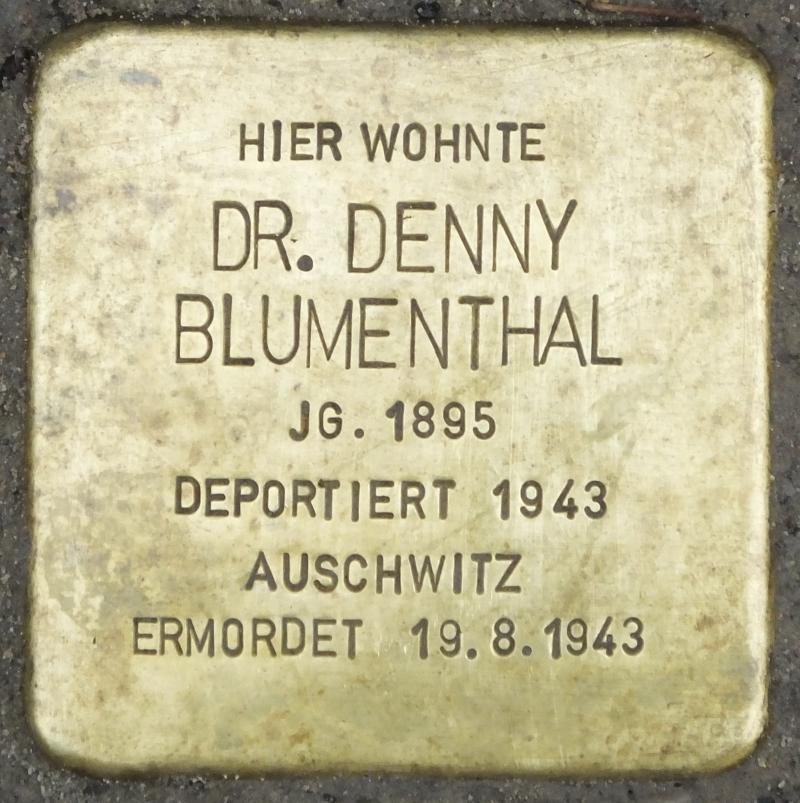 HIER WOHNTE
DR. DENNY
BLUMENTHAL
JG. 1895
DEPORTIERT 1943
AUSCHWITZ
ERMORDET 19.8.1943